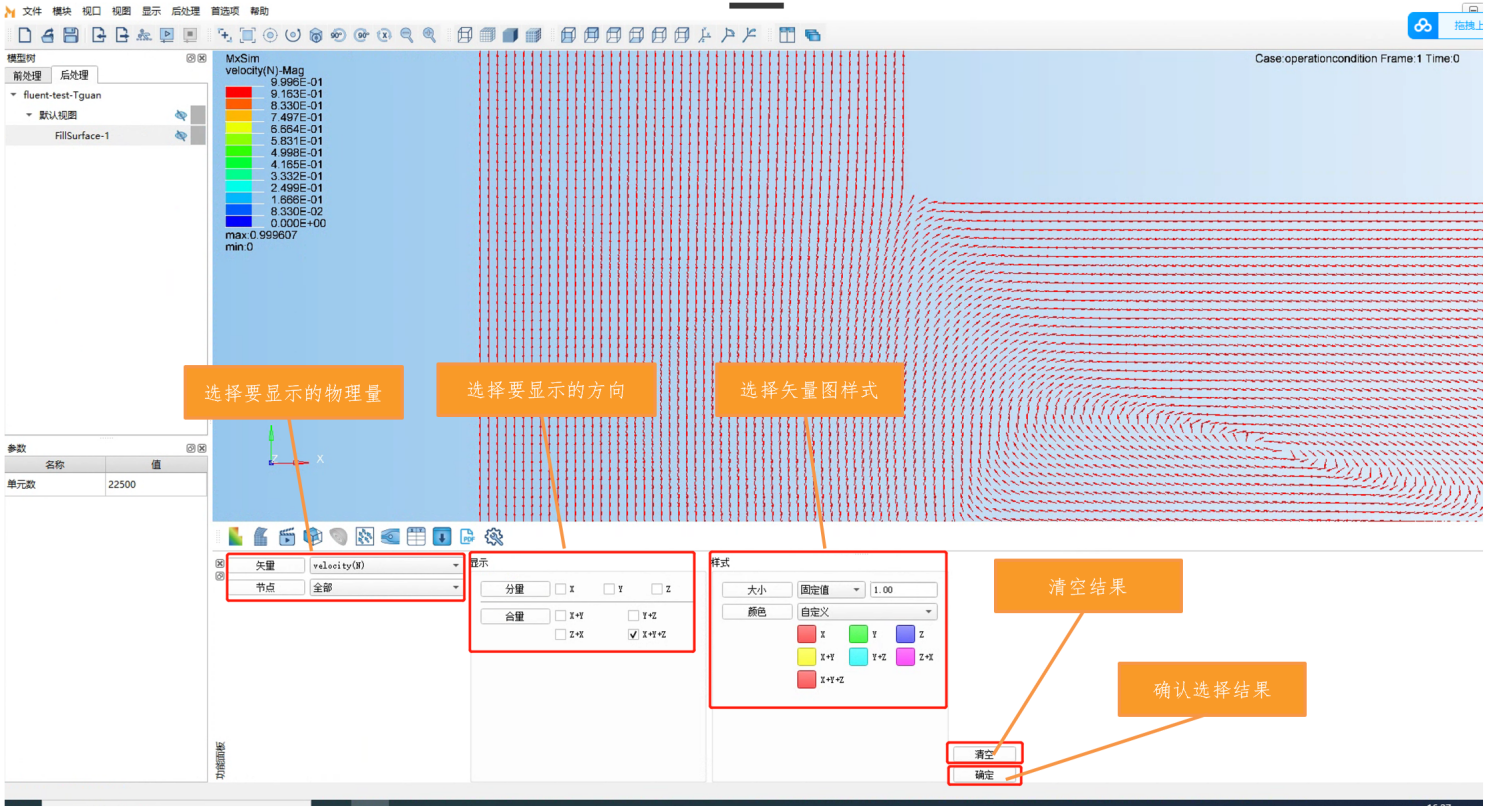 文件 模块 视口 视图 显示 后处理 首选项 帮助
拖拽上
模型树
前处理 后处理
fluent-test-Tguan
默认视图
FillSurface-1
MxSim
velocity(N)-Mag
9.996E-01
9.163E-01
8.330E-01
7.497E-01
6.664E-01
5.831E-01
4.998E-01
4.165E-01
3.332E-01
2.499E-01
1.666E-01
8.330E-02
0.000E+00
max:0.999607
min:0
Case:operationcondition Frame:1 Time:0
选择要显示的物理量
选择要显示的方向
选择矢量图样式
Z X
参数
名称 值
单元数 22500
矢量 velocity(N)
节点 全部
显示
分量 X Y Z
合量 X+Y Y+Z
Z+X X+Y+Z
样式
大小 固定值 1.00
颜色 自定义
X Y Z
X+Y Y+Z Z+X
X+Y+Z
清空结果
确认选择结果
功能面板
清空
确定